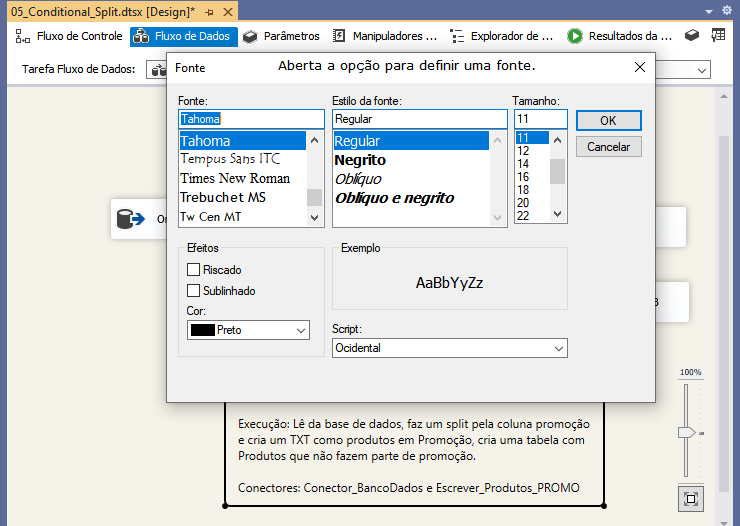 05_Conditional_Split.dtsx [Design]*
Fluxo de Controle
Fluxo de Dados
Parâmetros
Manipuladores ...
Explorador de ...
Resultados da ...
Tarefa Fluxo de Dados:
Fonte
Aberta a opção para definir uma fonte.
Fonte:
Estilo da fonte:
Tamanho:
Tahoma
Regular
11
OK
Cancelar
Tahoma
Tempus Sans ITC
Times New Roman
Trebuchet MS
Tw Cen MT
Regular
Negrito
Oblíquo
Oblíquo e negrito
11
12
14
16
18
20
22
Efeitos
Riscado
Sublinhado
Cor:
Preto
Exemplo
AaBbYyZz
Script:
Ocidental
100%
Execução: Lê da base de dados, faz um split pela coluna promoção
e cria um TXT como produtos em Promoção, cria uma tabela com
Produtos que não fazem parte de promoção.
Conectores: Conector_BancoDados e Escrever_Produtos_PROMO